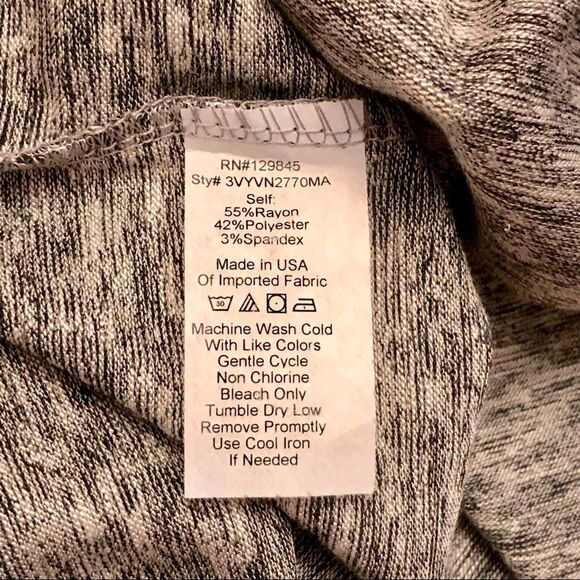 RN#129845
Sty# 3VYVN2770MA
Self:
55%Rayon
42%Polyester
3%Spandex
Made in USA
Of Imported Fabric
30
Machine Wash Cold
With Like Colors
Gentle Cycle
Non Chlorine
Bleach Only
Tumble Dry Low
Remove Promptly
Use Cool Iron
If Needed